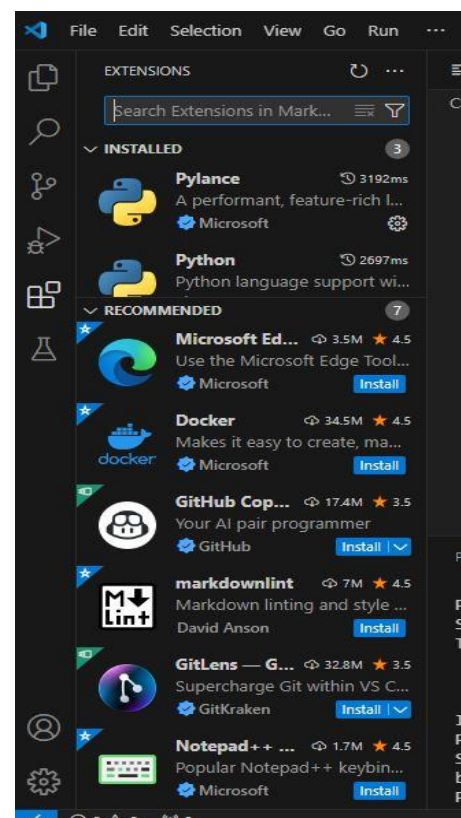 File Edit Selection View Go Run ...
EXTENSIONS
Search Extensions in Mark...
INSTALLED 3
Pylance 3192ms
A performant, feature-rich l...
Microsoft
Python 2697ms
Python language support wi...
RECOMMENDED 7
Microsoft Ed... 3.5M 4.5
Use the Microsoft Edge Tool...
Microsoft Install
docker
Docker 34.5M 4.5
Makes it easy to create, ma...
Microsoft Install
GitHub Cop... 17.4M 3.5
Your AI pair programmer
GitHub Install
M
Lint
markdownlint 7M 4.5
Markdown linting and style ...
David Anson Install
GitLens — G... 32.8M 3.5
Supercharge Git within VS C...
GitKraken Install
Notepad++ ... 1.7M 4.5
Popular Notepad++ keybin...
Microsoft Install